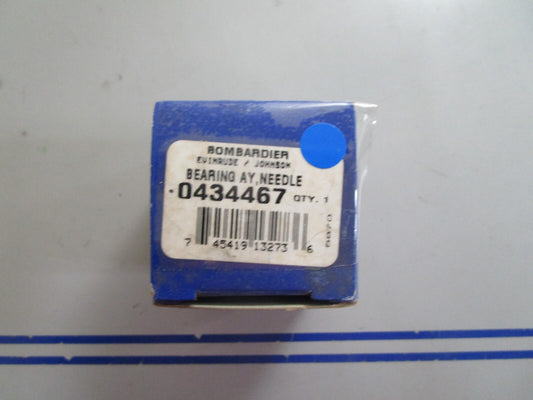 BOMBARDIER
EVINRUDE / JOHNSON
BEARING AY,NEEDLE
0434467 QTY. 1
7 45419 13273 6